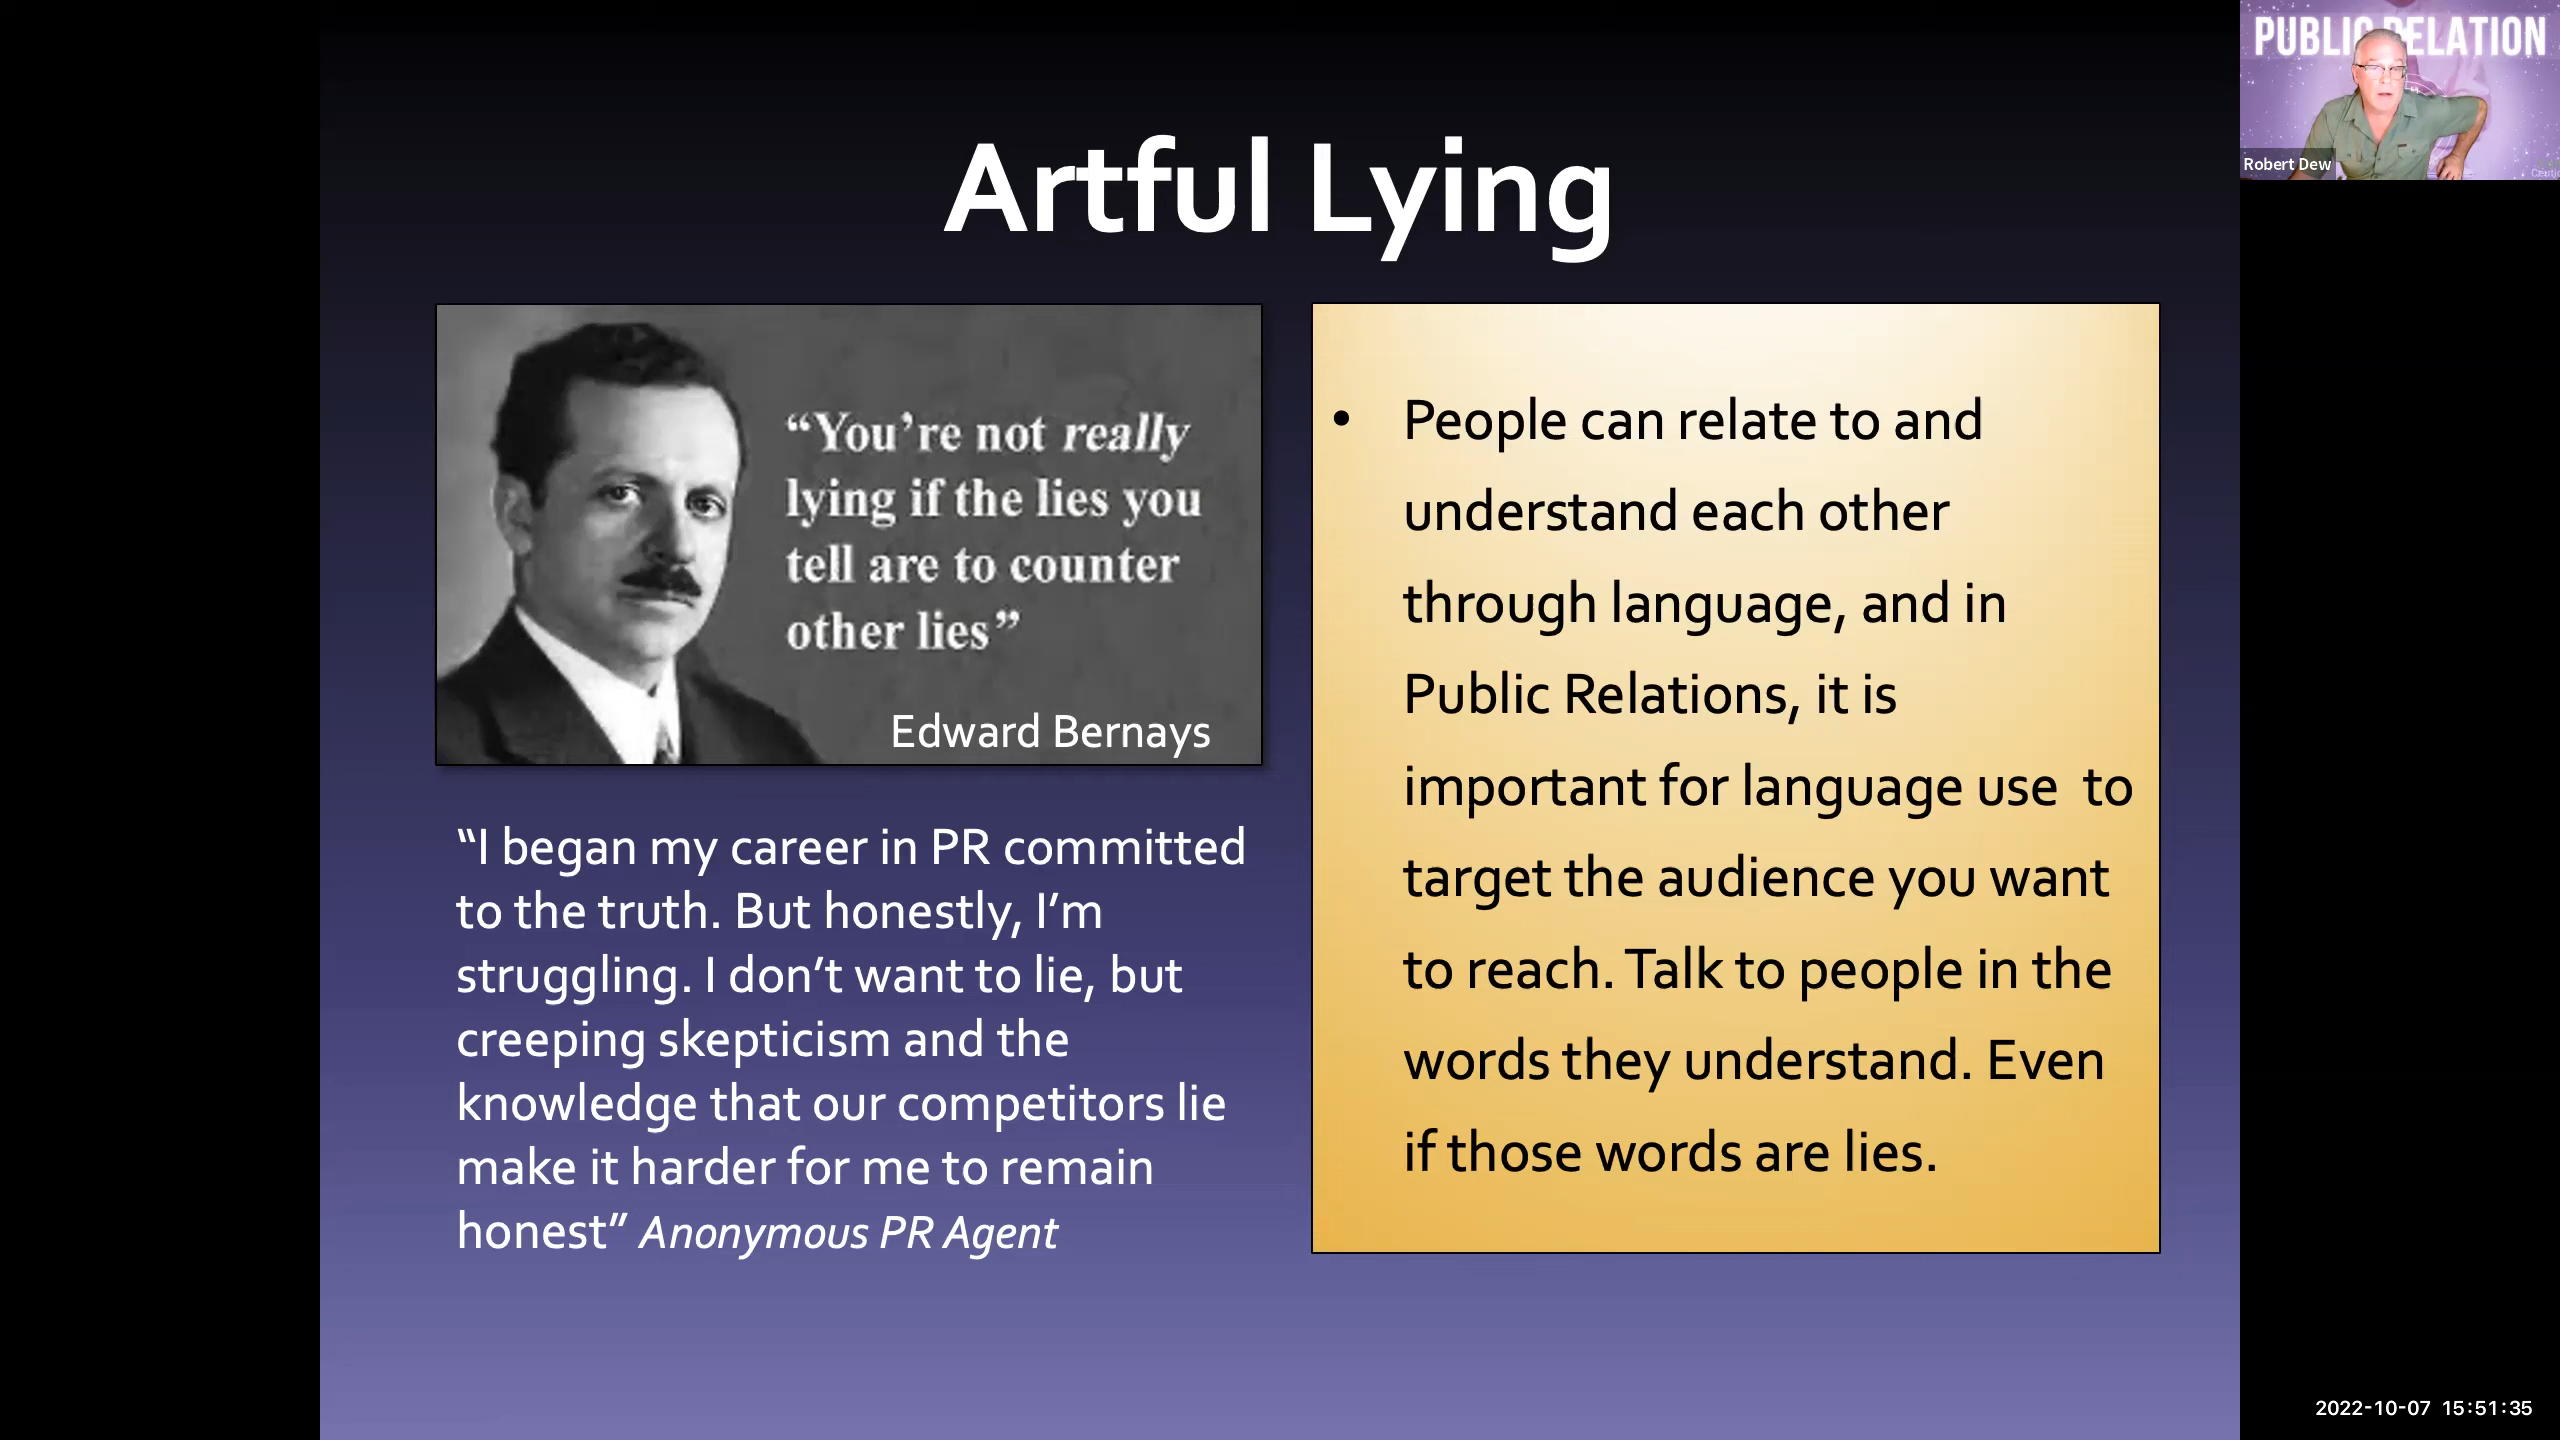 Artful Lying
“You’re not really
lying if the lies you
tell are to counter
other lies”
Edward Bernays
“I began my career in PR committed
to the truth. But honestly, I’m
struggling. I don’t want to lie, but
creeping skepticism and the
knowledge that our competitors lie
make it harder for me to remain
honest” Anonymous PR Agent
• People can relate to and
understand each other
through language, and in
Public Relations, it is
important for language use  to
target the audience you want
to reach. Talk to people in the
words they understand. Even
if those words are lies.
PUBLIC RELATION
Robert Dew
2022-10-07 15:51:35